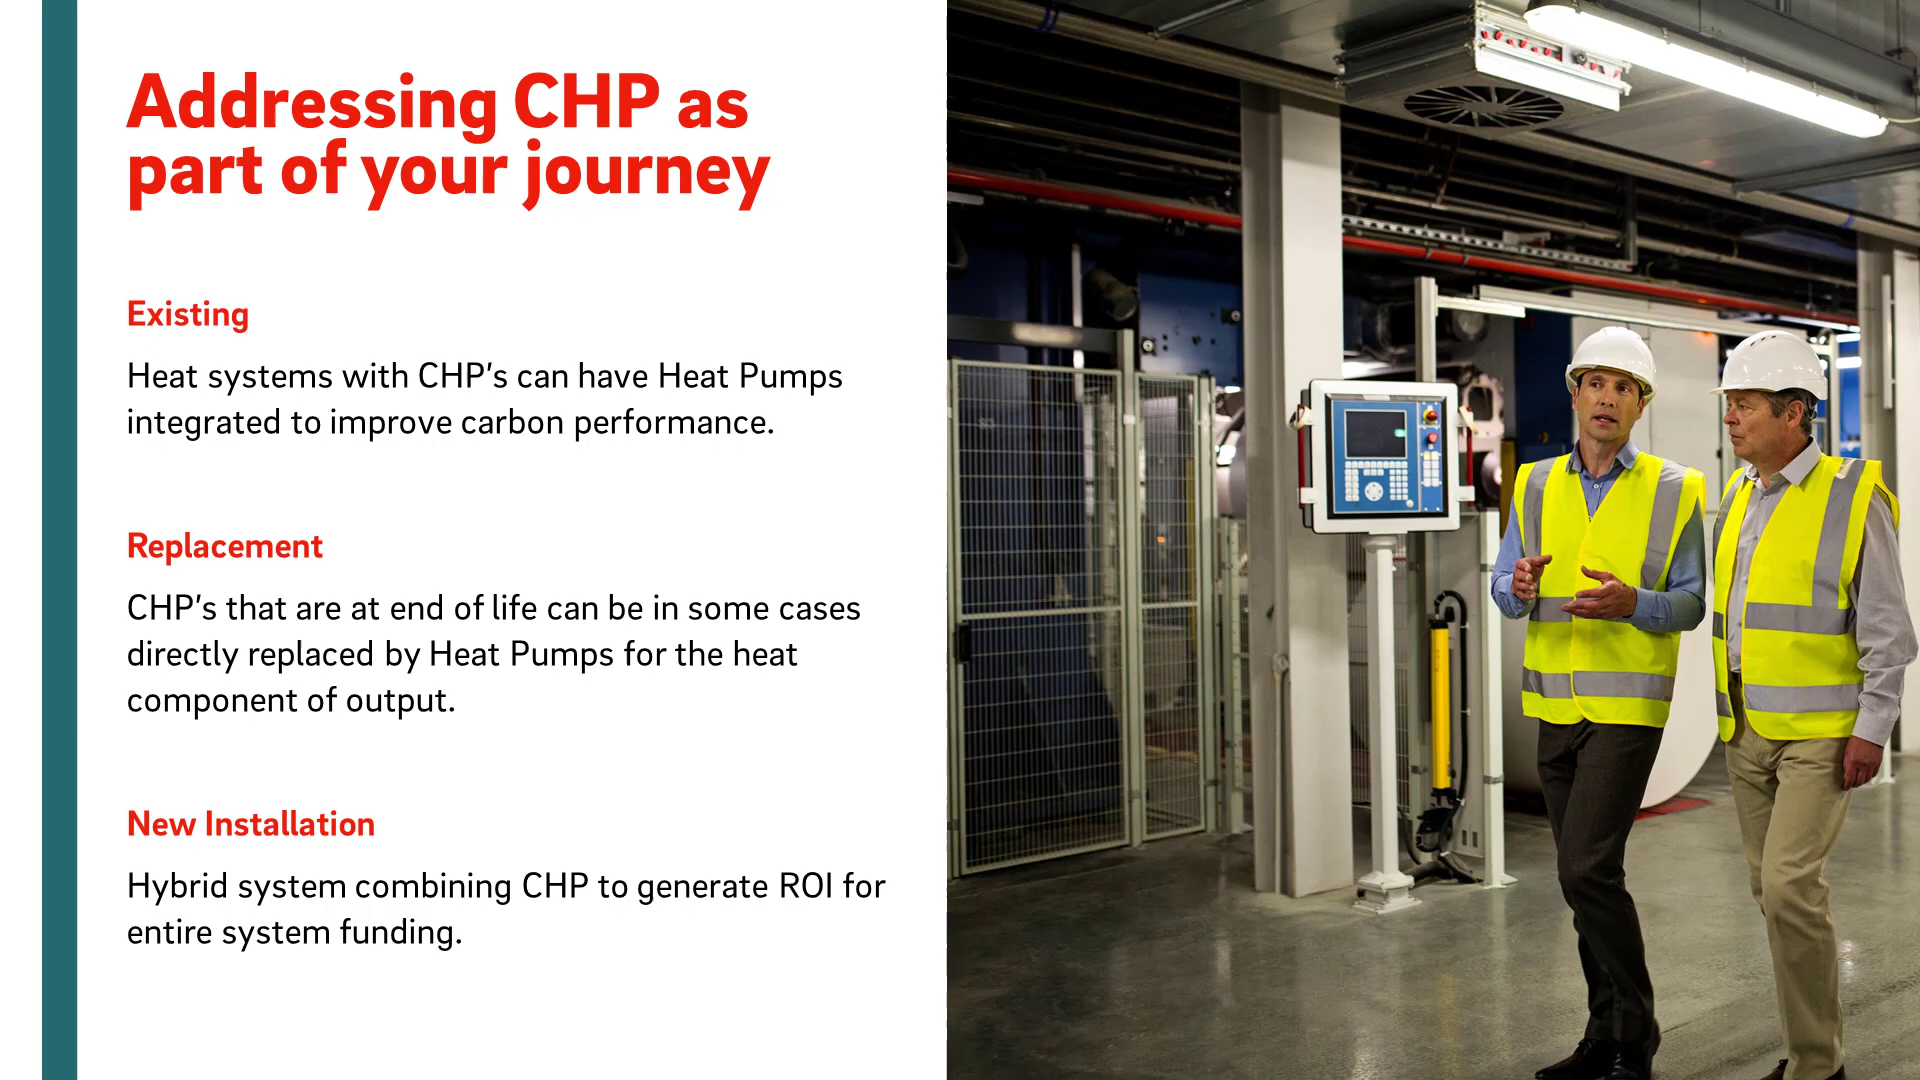 Addressing CHP as
part of your journey
Existing
Heat systems with CHP's can have Heat Pumps
integrated to improve carbon performance.
Replacement
CHP's that are at end of life can be in some cases
directly replaced by Heat Pumps for the heat
component of output.
New Installation
Hybrid system combining CHP to generate ROI for
entire system funding.